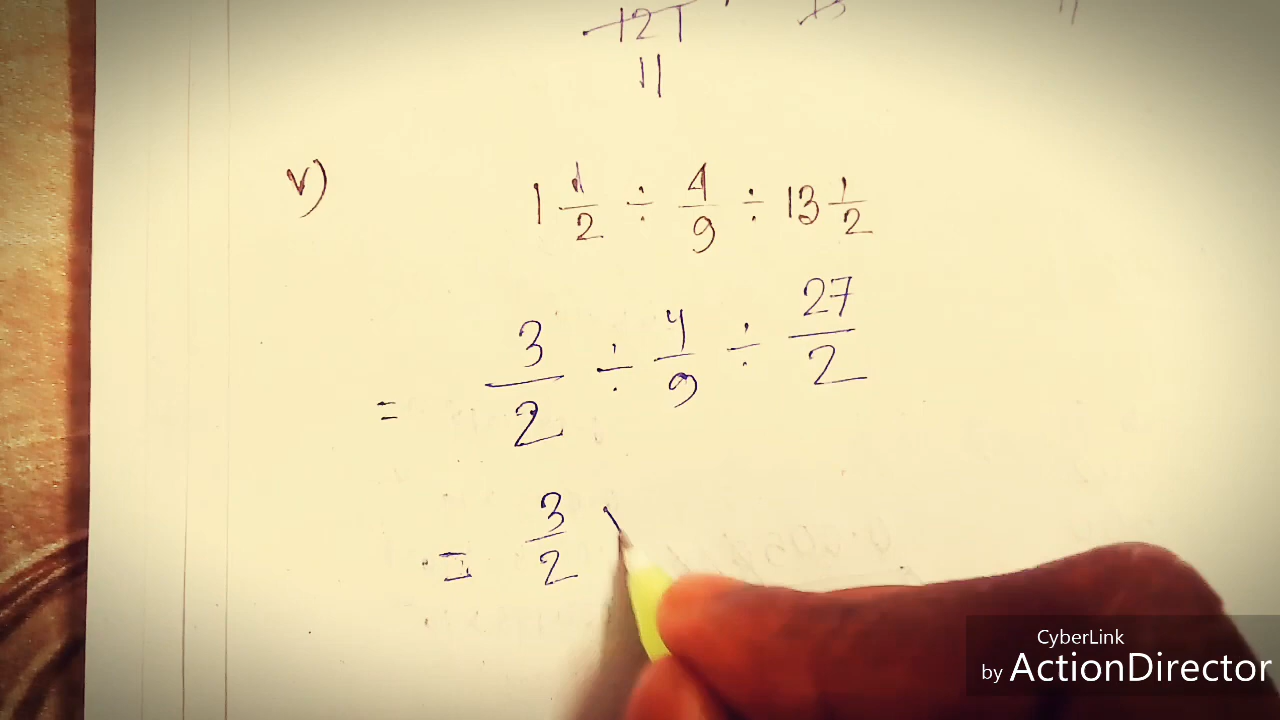 121
11
v) 1 1/2 ÷ 4/9 ÷ 13 1/2
= 3/2 ÷ 4/9 ÷ 27/2
= 3/2
CyberLink
by ActionDirector